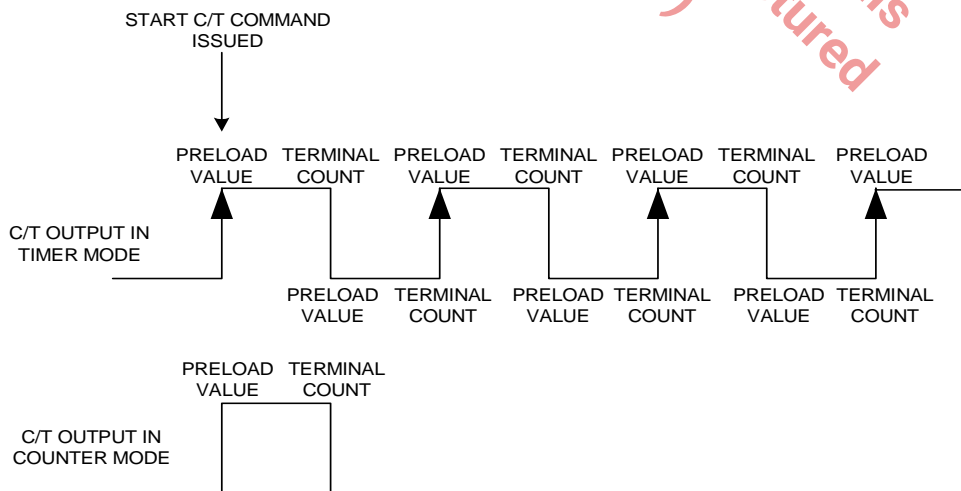 START C/T COMMAND
ISSUED
ns
tured
)
PRELOAD TERMINAL PRELOAD TERMINAL PRELOAD TERMINAL PRELOAD
VALUE COUNT VALUE COUNT VALUE COUNT VALUE
C/T OUTPUT IN
TIMER MODE
PRELOAD TERMINAL PRELOAD TERMINAL PRELOAD TERMINAL
VALUE COUNT VALUE COUNT VALUE COUNT
PRELOAD TERMINAL
VALUE COUNT
C/T OUTPUT IN
COUNTER MODE